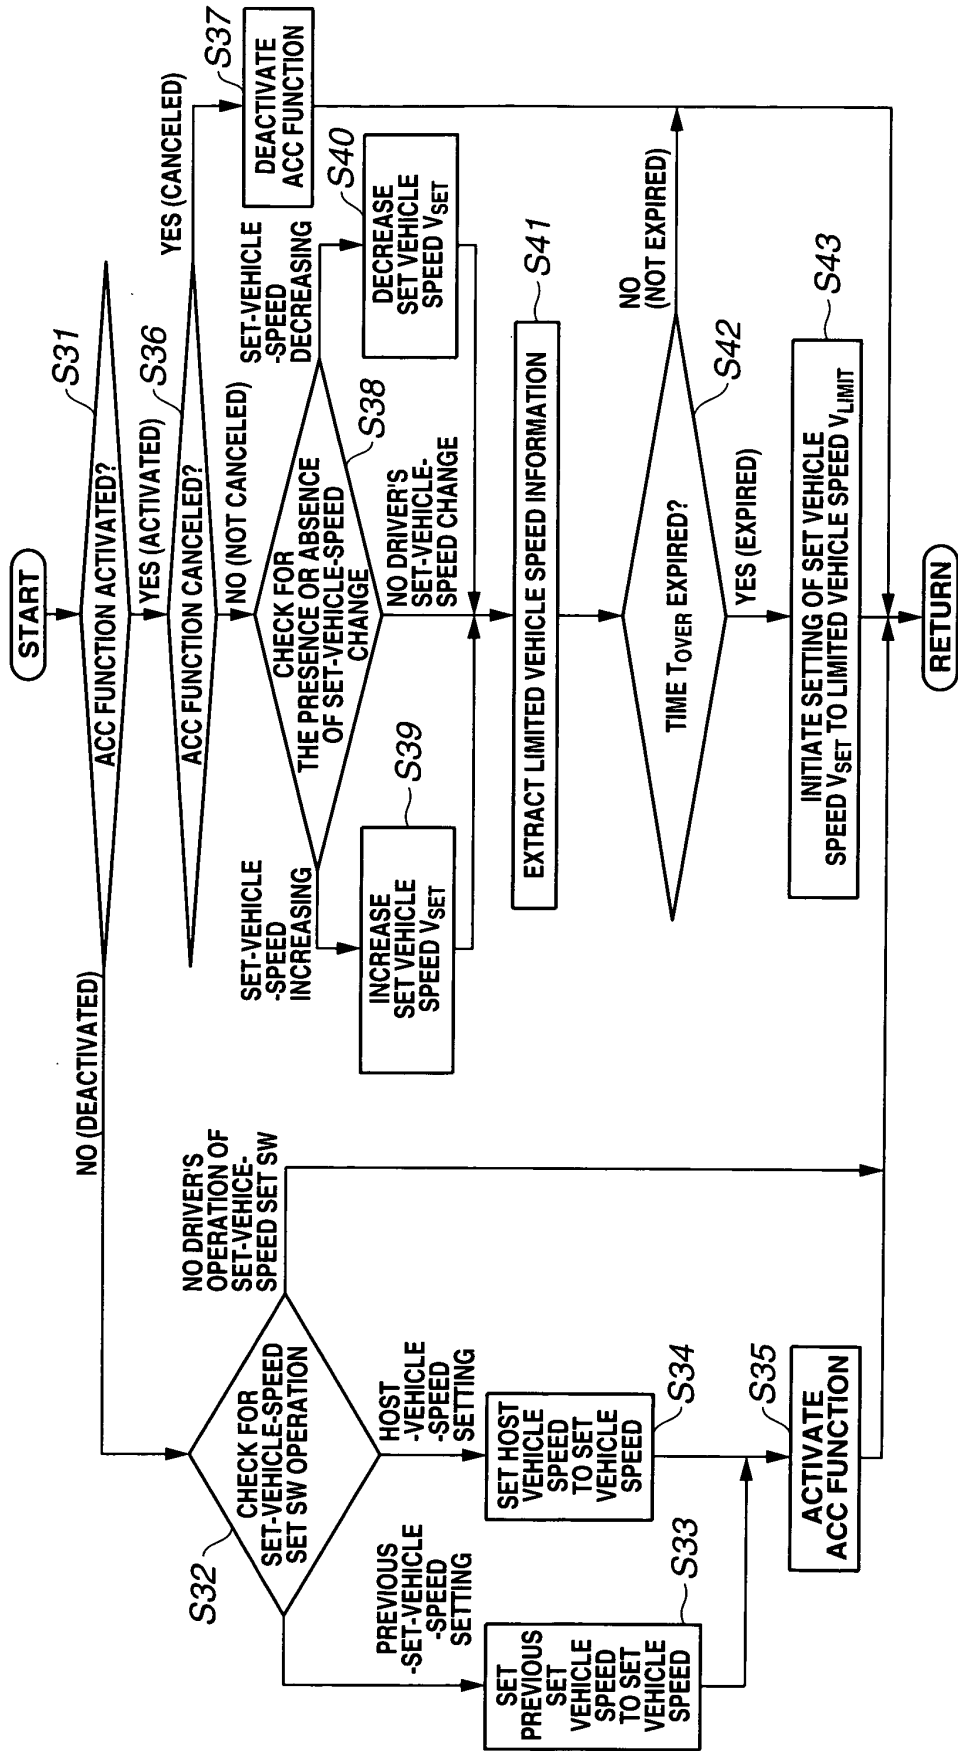 START
ACC FUNCTION ACTIVATED?
S31
NO (DEACTIVATED)
YES (ACTIVATED)
S36
ACC FUNCTION CANCELED?
YES (CANCELED)
S37
DEACTIVATE
ACC FUNCTION
NO (NOT CANCELED)
CHECK FOR
THE PRESENCE OR ABSENCE
OF SET-VEHICLE-SPEED
CHANGE
S38
SET-VEHICLE
-SPEED
INCREASING
S39
INCREASE
SET VEHICLE
SPEED VSET
NO DRIVER'S
SET-VEHICLE-
SPEED CHANGE
SET-VEHICLE
-SPEED
DECREASING
S40
DECREASE
SET VEHICLE
SPEED VSET
S41
EXTRACT LIMITED VEHICLE SPEED INFORMATION
TIME TOVER EXPIRED?
S42
NO
(NOT EXPIRED)
YES (EXPIRED)
S43
INITIATE SETTING OF SET VEHICLE
SPEED VSET TO LIMITED VEHICLE SPEED VLIMIT
S32
CHECK FOR
SET-VEHICLE-SPEED
SET SW OPERATION
NO DRIVER'S
OPERATION OF
SET-VEHICE-
SPEED SET SW
PREVIOUS
-SET-VEHICLE
-SPEED
SETTING
S33
SET
PREVIOUS
SET
VEHICLE
SPEED
TO SET
VEHICLE
SPEED
HOST
-VEHICLE
-SPEED
SETTING
S34
SET HOST
VEHICLE
SPEED
TO SET
VEHICLE
SPEED
S35
ACTIVATE
ACC FUNCTION
RETURN